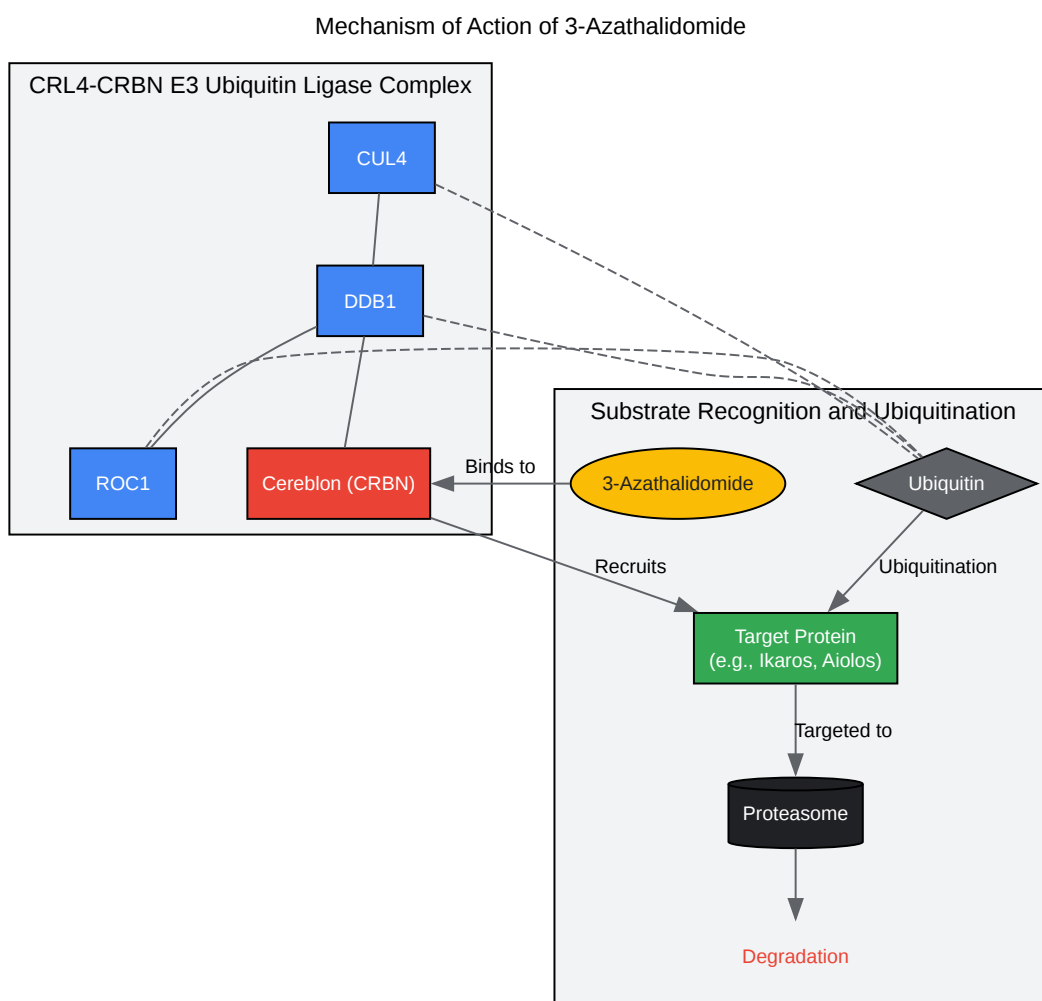 Mechanism of Action of 3-Azathalidomide
CRL4-CRBN E3 Ubiquitin Ligase Complex
CUL4
DDB1
ROC1
Cerebron (CRBN)
Substrate Recognition and Ubiquitination
Binds to
3-Azathalidomide
Ubiquitin
Recruits
Ubiquitination
Target Protein
(e.g., Ikaros, Aiolos)
Targeted to
Proteasome
Degradation